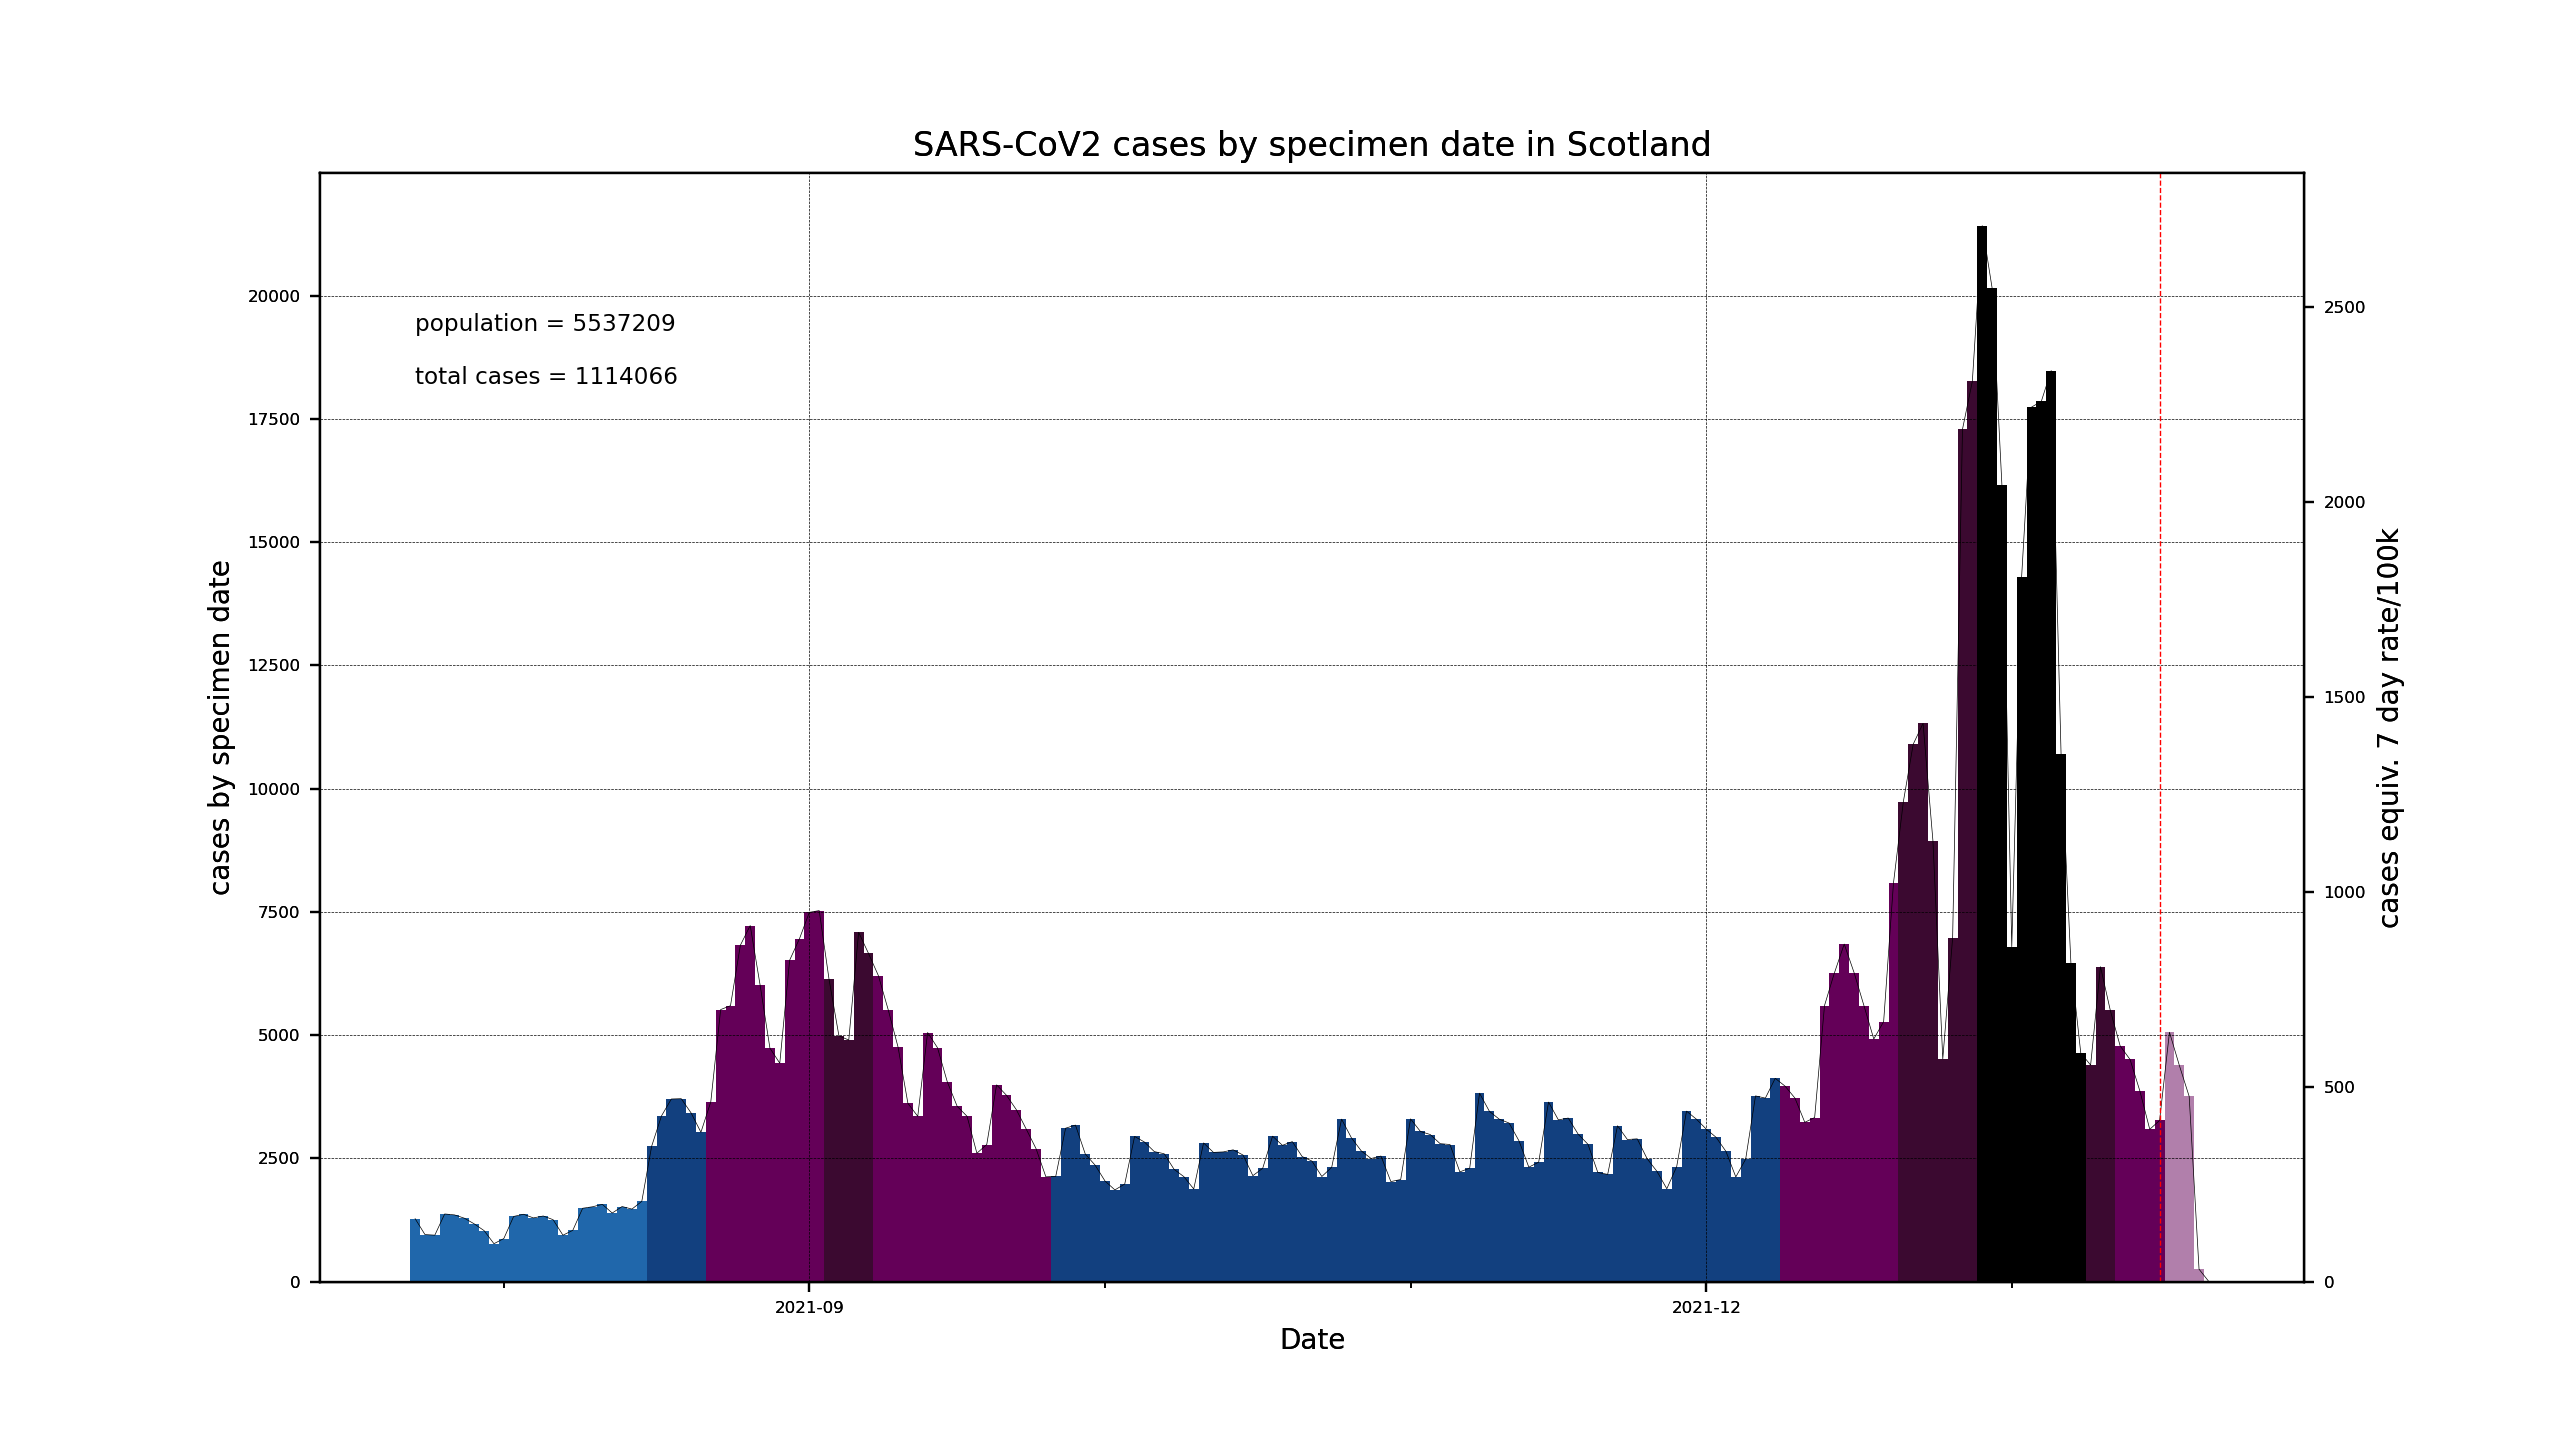 SARS-CoV2 cases by specimen date in Scotland
population = 5537209
total cases = 1114066
cases by specimen date
20000
17500
15000
12500
10000
7500
5000
2500
0
2500
2000
1500
1000
500
0
cases equiv. 7 day rate/100k
2021-09
2021-12
Date